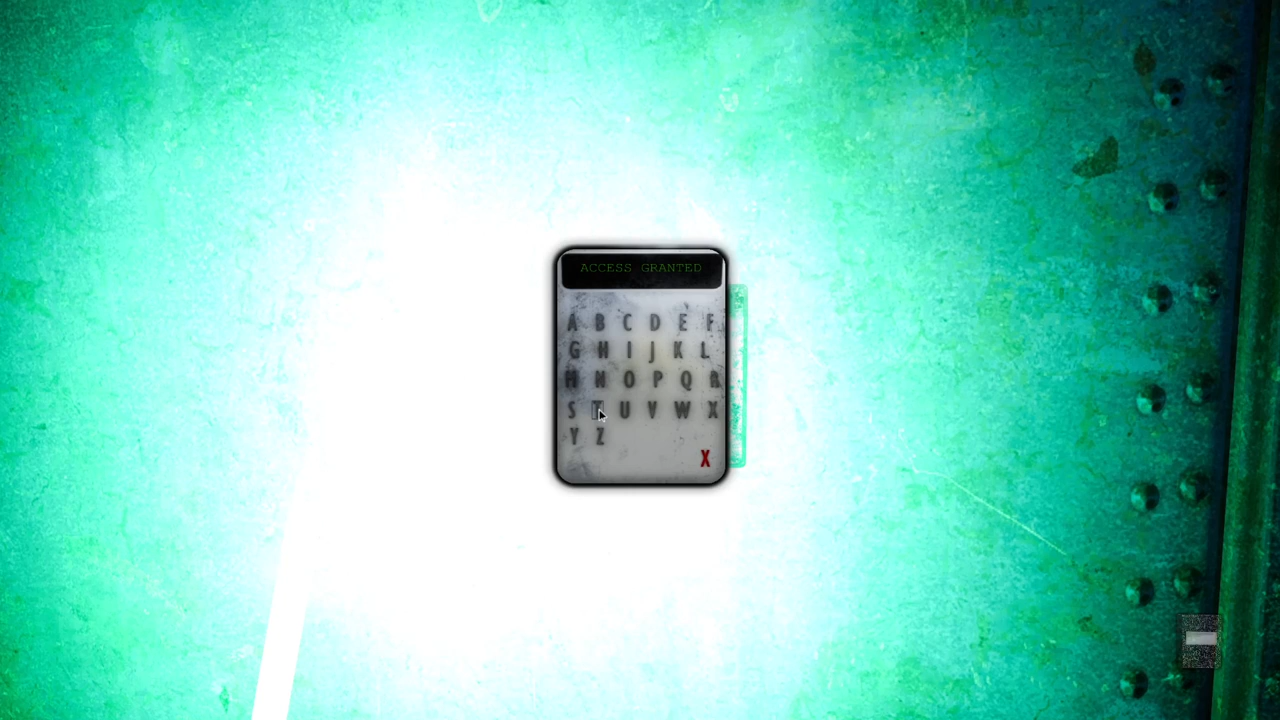 ACCESS GRANTED
A B C D E F
G H I J K L
M N O P Q R
S T U V W X
Y Z
X